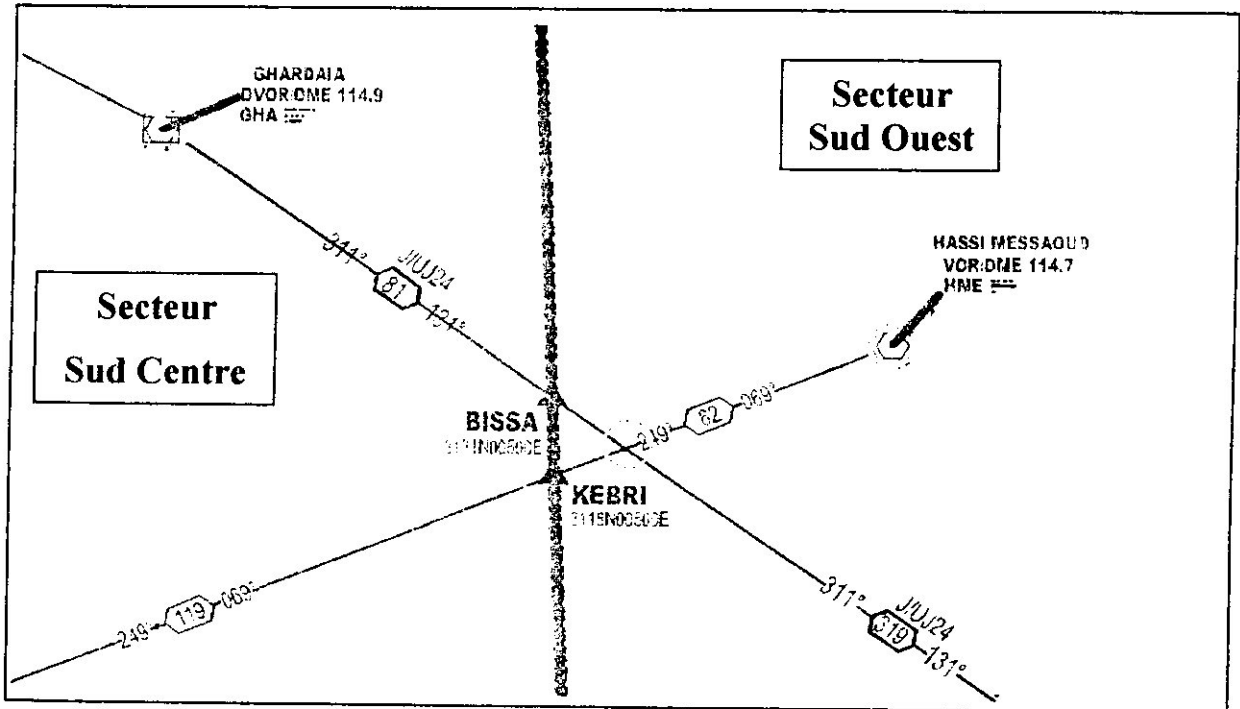 GHARDAIA
DVOR/DME 114.9
GHA
Secteur
Sud Ouest
HASSI MESSAOUD
VOR/DME 114.7
HME
311°
J/UJ24
81
131°
Secteur
Sud Centre
BISSA
249°
62
069°
KEBRI
249°
119
069°
311°
J/UJ24
319
131°